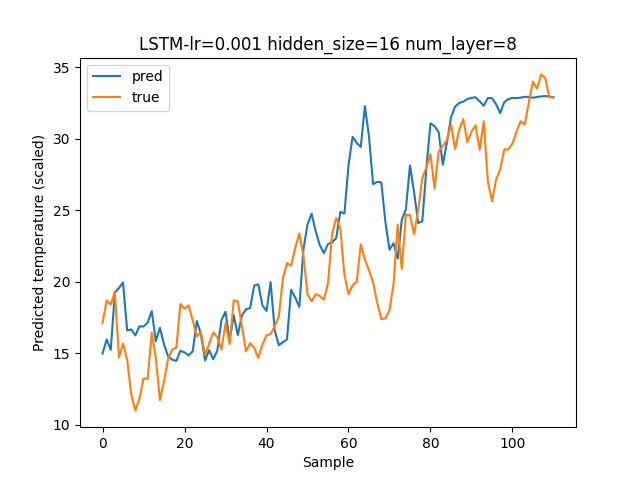 LSTM-lr=0.001 hidden_size=16 num_layer=8
pred
true
35
30
25
20
15
10
Predicted temperature (scaled)
0 20 40 60 80 100
Sample